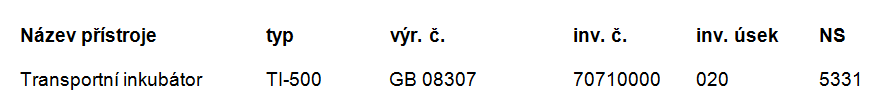 Název přístroje typ výr. č. inv. č. inv. úsek NS
Transportní inkubátor TI-500 GB 08307 70710000 020 5331